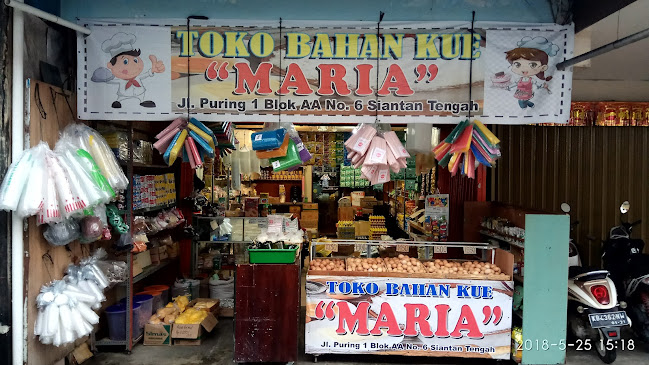 TOKO BAHAN KUE
“MARIA”
Jl. Puring 1 Blok.AA No. 6 Siantan Tengah
TOKO BAHAN KUE
“MARIA”
Jl. Puring 1 Blok.AA No. 6 Siantan Tengah
2018-5-25 15:18